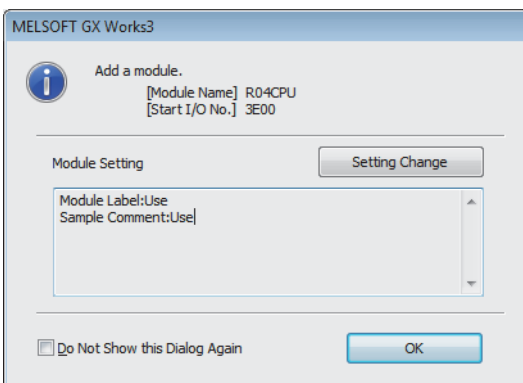 MELSOFT GX Works3
Add a module.
[Module Name] R04CPU
[Start I/O No.] 3E00
Module Setting
Setting Change
Module Label:Use
Sample Comment:Use
Do Not Show this Dialog Again
OK